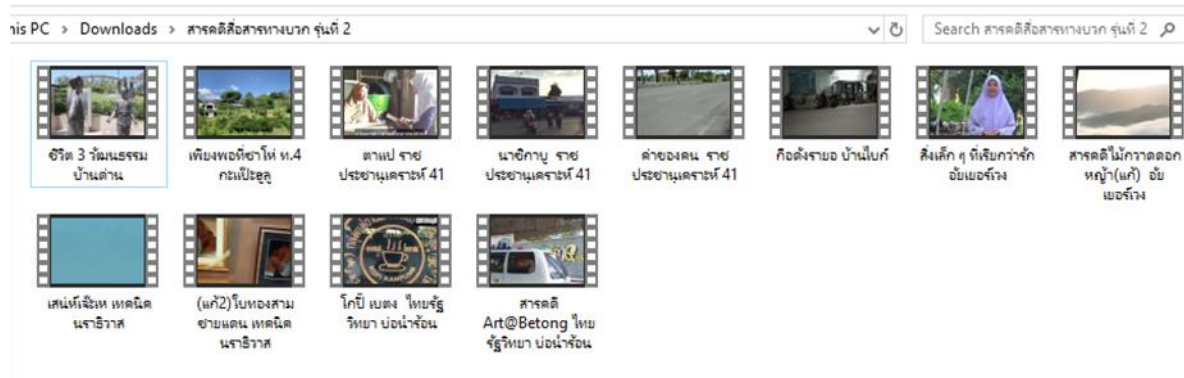 his PC > Downloads > สารคดีสื่อสารทางบวก รุ่นที่ 2
Search สารคดีสื่อสารทางบวก รุ่นที่ 2
ชีวิต 3 วัฒนธรรม
บ้านด่าน
เพียงพอที่ซาไห่ ท.4
กะแป๊ะฮูลู
ตาแป ราช
ประชานุเคราะห์ 41
นาซิกาบู ราช
ประชานุเคราะห์ 41
ค่าของคน ราช
ประชานุเคราะห์ 41
กือดังรายอ บ้านไบก์
สิ่งเล็ก ๆ ที่เรียกว่ารัก
อัยเยอร์เวง
สารคดีไม้กวาดดอก
หญ้า(แก้) อัย
เยอร์เวง
เสน่ห์เจ๊ะเห เทคนิค
นราธิวาส
(แก้2)ใบทองสาม
ชายแดน เทคนิค
นราธิวาส
โกปี๊ เบตง ไทยรัฐ
วิทยา บ่อน้ำร้อน
สารคดี
Art@Betong ไทย
รัฐวิทยา บ่อน้ำร้อน